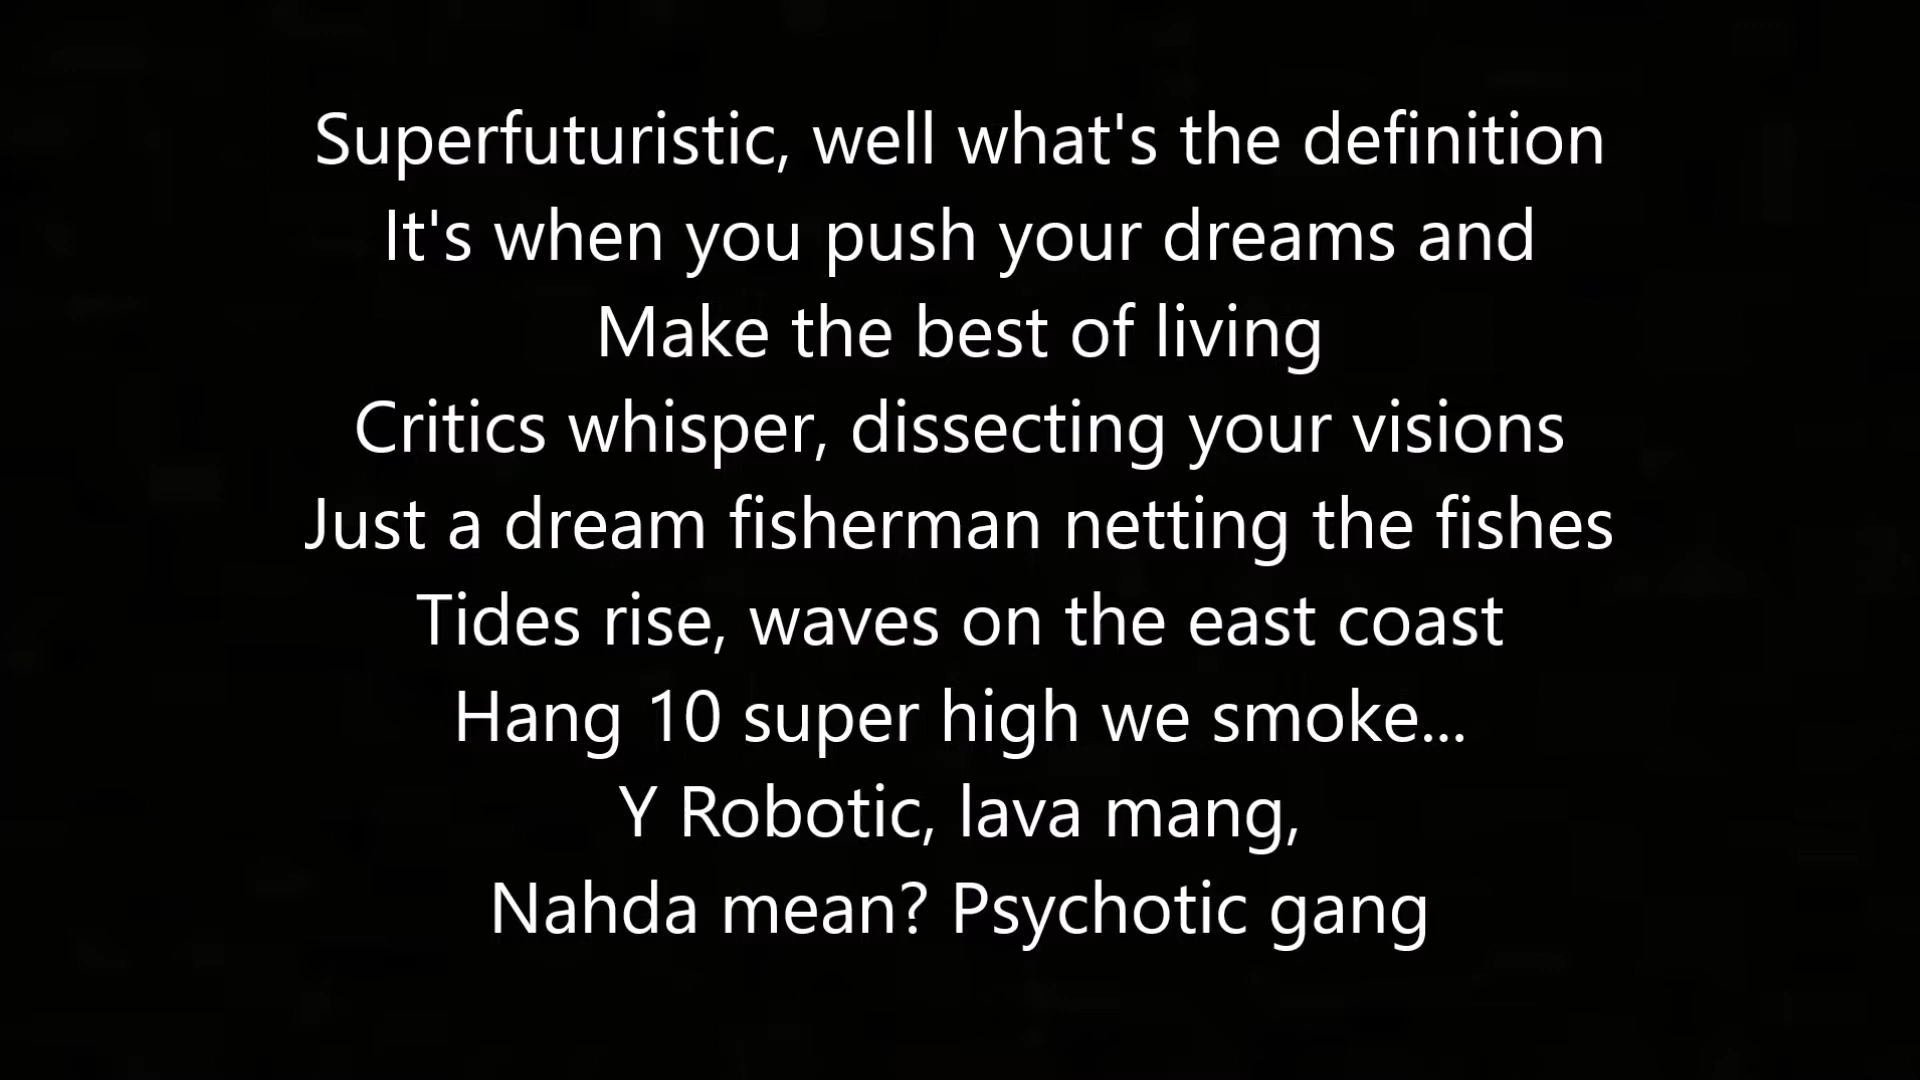 Superfuturistic, well what's the definition
It's when you push your dreams and
Make the best of living
Critics whisper, dissecting your visions
Just a dream fisherman netting the fishes
Tides rise, waves on the east coast
Hang 10 super high we smoke...
Y Robotic, lava mang,
Nahda mean? Psychotic gang